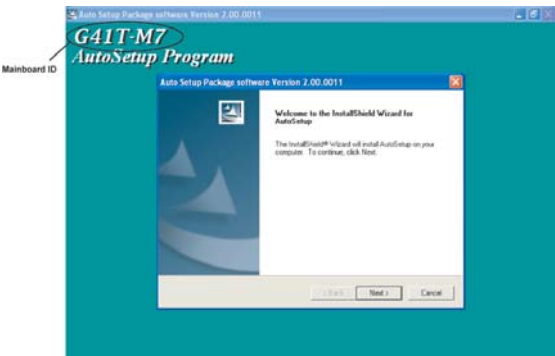 Auto Setup Package software Version 2.00.0011
G41T-M7
AutoSetup Program
Mainboard ID
Auto Setup Package software Version 2.00.0011
Welcome to the InstallShield Wizard for
AutoSetup
The InstallShield® Wizard will install AutoSetup on your
computer. To continue, click Next.
< Back Next > Cancel